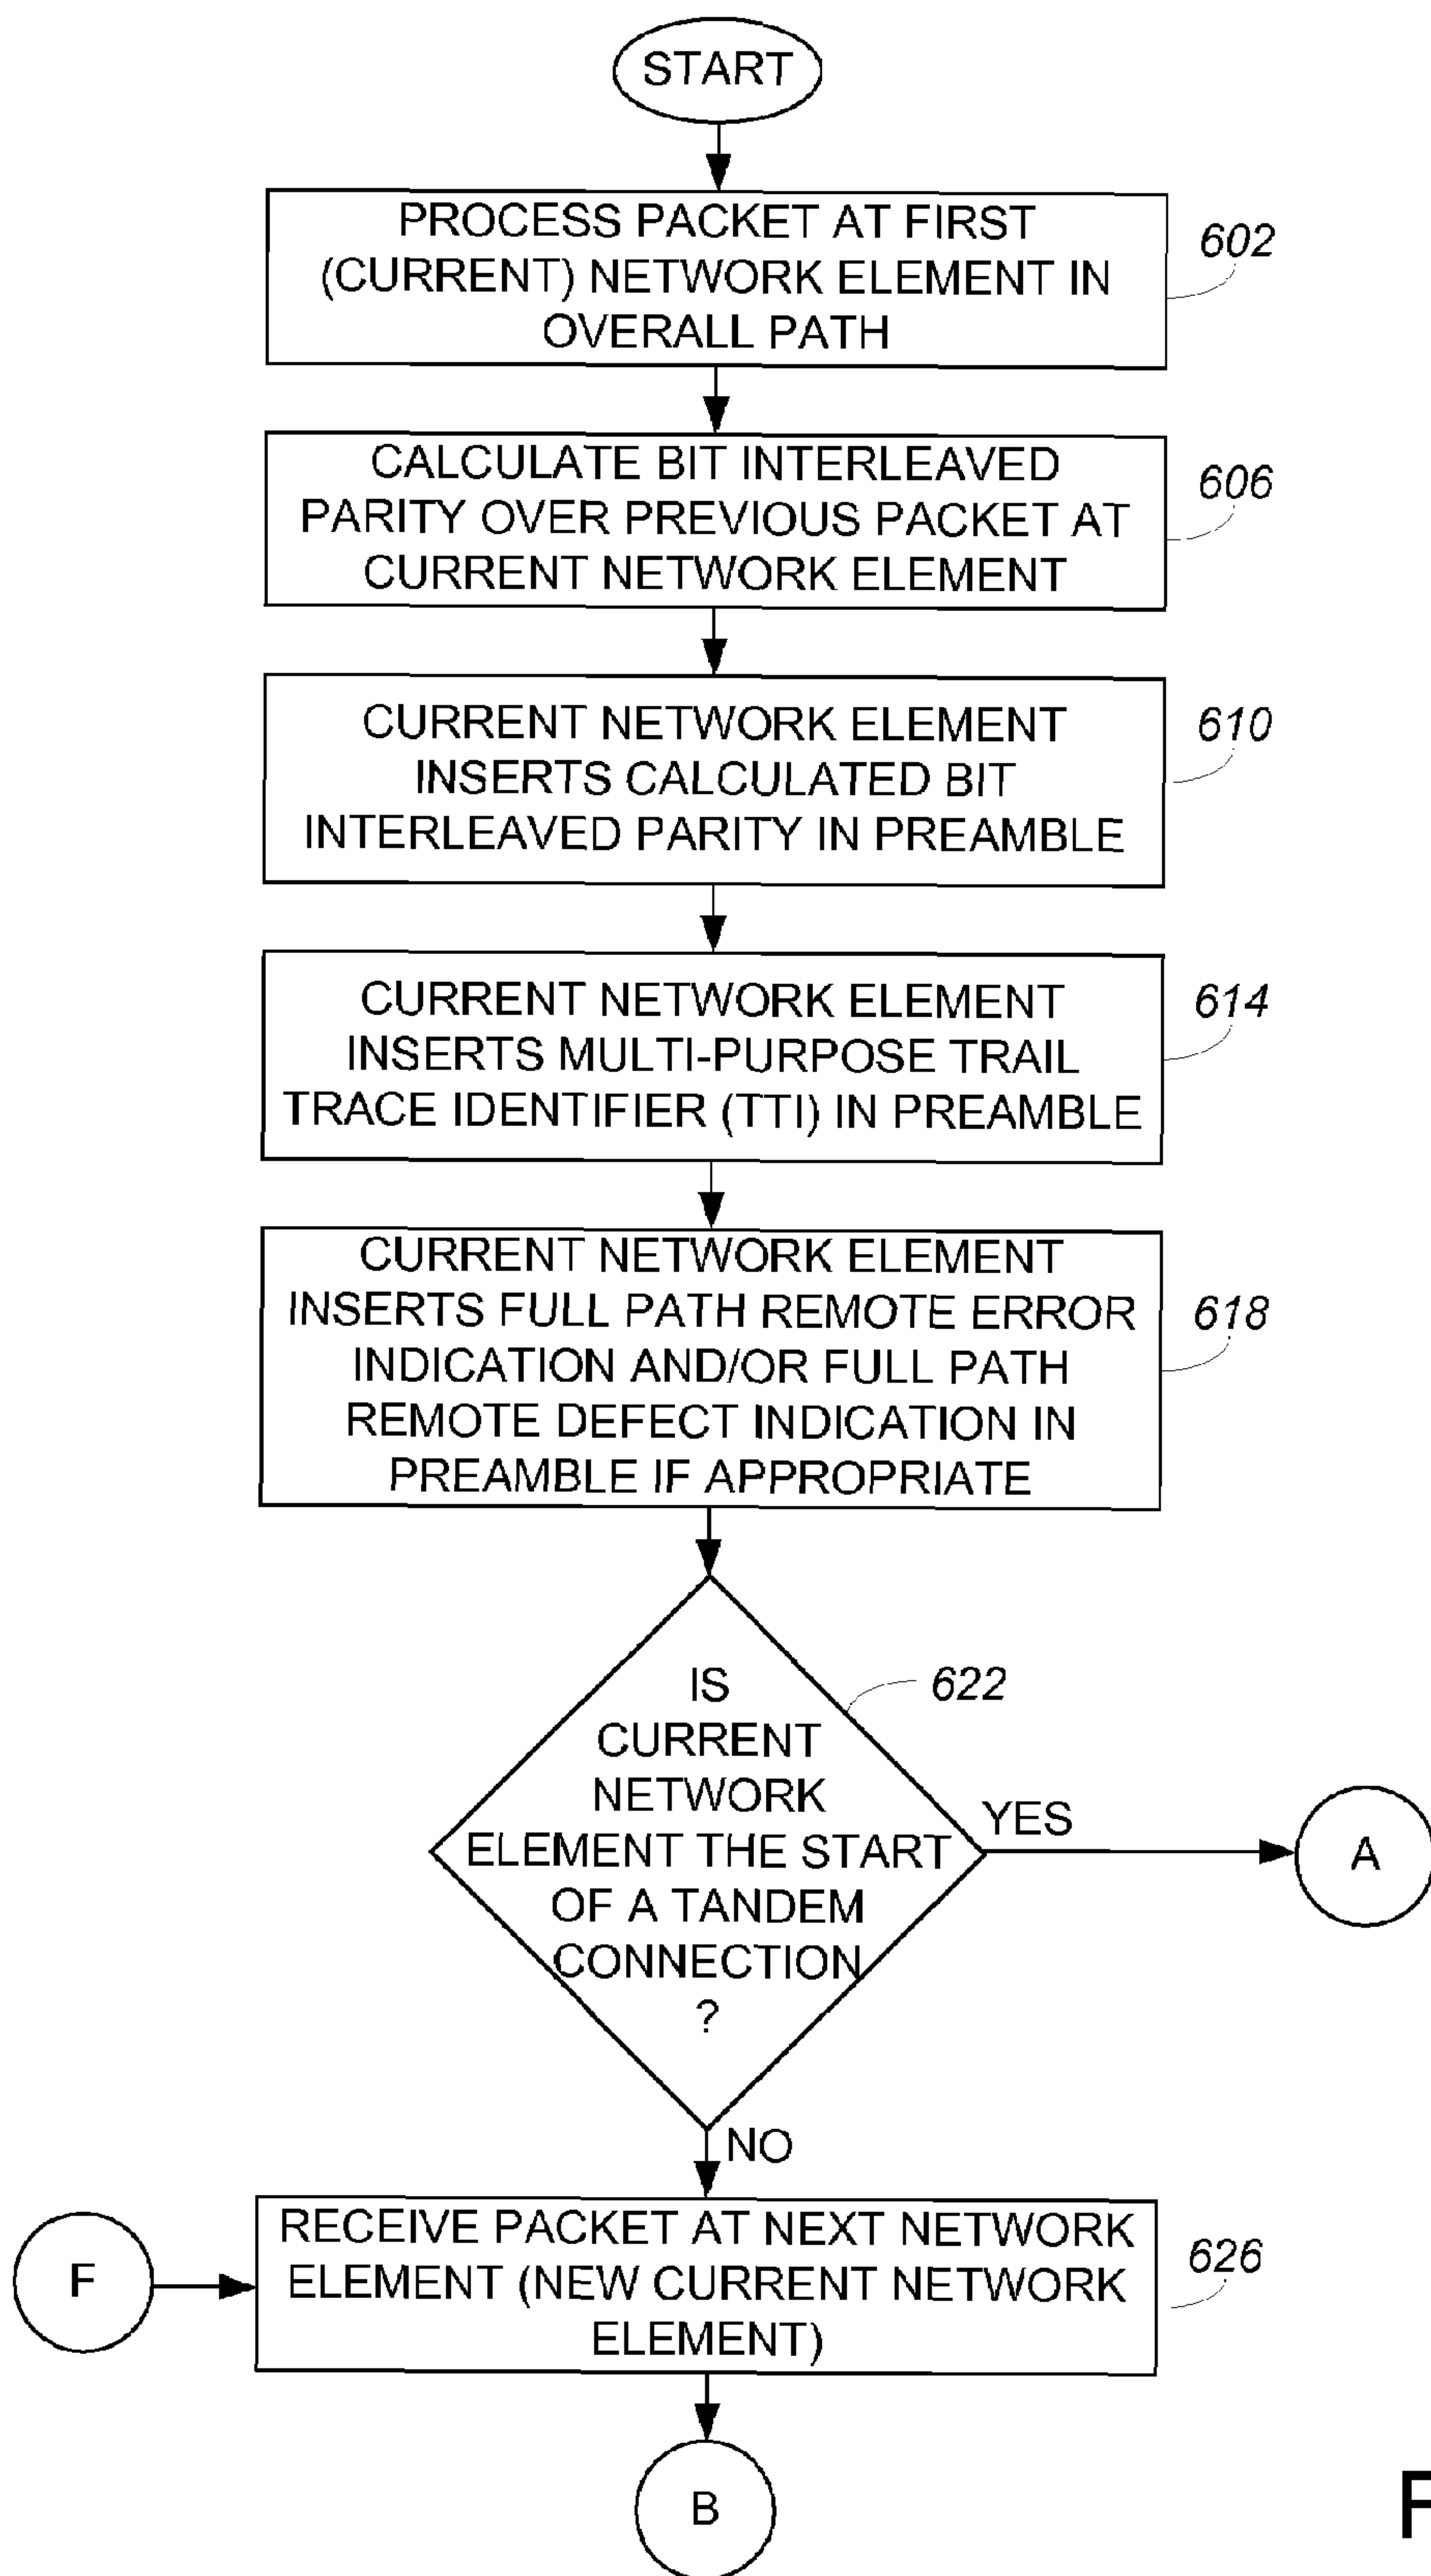 START
PROCESS PACKET AT FIRST
(CURRENT) NETWORK ELEMENT IN
OVERALL PATH
602
CALCULATE BIT INTERLEAVED
PARITY OVER PREVIOUS PACKET AT
CURRENT NETWORK ELEMENT
606
CURRENT NETWORK ELEMENT
INSERTS CALCULATED BIT
INTERLEAVED PARITY IN PREAMBLE
610
CURRENT NETWORK ELEMENT
INSERTS MULTI-PURPOSE TRAIL
TRACE IDENTIFIER (TTI) IN PREAMBLE
614
CURRENT NETWORK ELEMENT
INSERTS FULL PATH REMOTE ERROR
INDICATION AND/OR FULL PATH
REMOTE DEFECT INDICATION IN
PREAMBLE IF APPROPRIATE
618
IS
CURRENT
NETWORK
ELEMENT THE START
OF A TANDEM
CONNECTION
?
622
YES
A
NO
F
RECEIVE PACKET AT NEXT NETWORK
ELEMENT (NEW CURRENT NETWORK
ELEMENT)
626
B